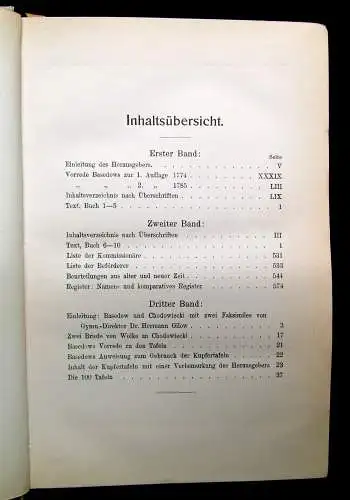 Inhaltsübersicht.
Erster Band:
Seite
Einleitung des Herausgebers. . . . . . . . . . . . V
Vorrede Basedows zur 1. Auflage 1774 . . . . . . . . XXXIX
„ „ „ 2. „ 1785 . . . . . . . . LIII
Inhaltsverzeichnis nach Überschriften . . . . . . . . LIX
Text, Buch 1—5 . . . . . . . . . . . . 1
Zweiter Band:
Inhaltsverzeichnis nach Überschriften . . . . . . . . III
Text, Buch 6—10 . . . . . . . . . . . . 1
Liste der Kommissionäre . . . . . . . . . . 531
Liste der Beförderer . . . . . . . . . . . 533
Beurteilungen aus alter und neuer Zeit . . . . . . . . 544
Register: Namen- und komparatives Register . . . . . . 574
Dritter Band:
Einleitung: Basedow und Chodowiecki mit zwei Faksimiles von
Gymn.-Direktor Dr. Hermann Gilow . . . . . . . . 3
Zwei Briefe von Wolke an Chodowiecki . . . . . . . . 17
Basedows Vorrede zu den Tafeln . . . . . . . . . 21
Basedows Anweisung zum Gebrauch der Kupfertafeln . . . . 22
Inhalt der Kupfertafeln mit einer Vorbemerkung des Herausgebers 23
Die 100 Tafeln . . . . . . . . . . . . 27